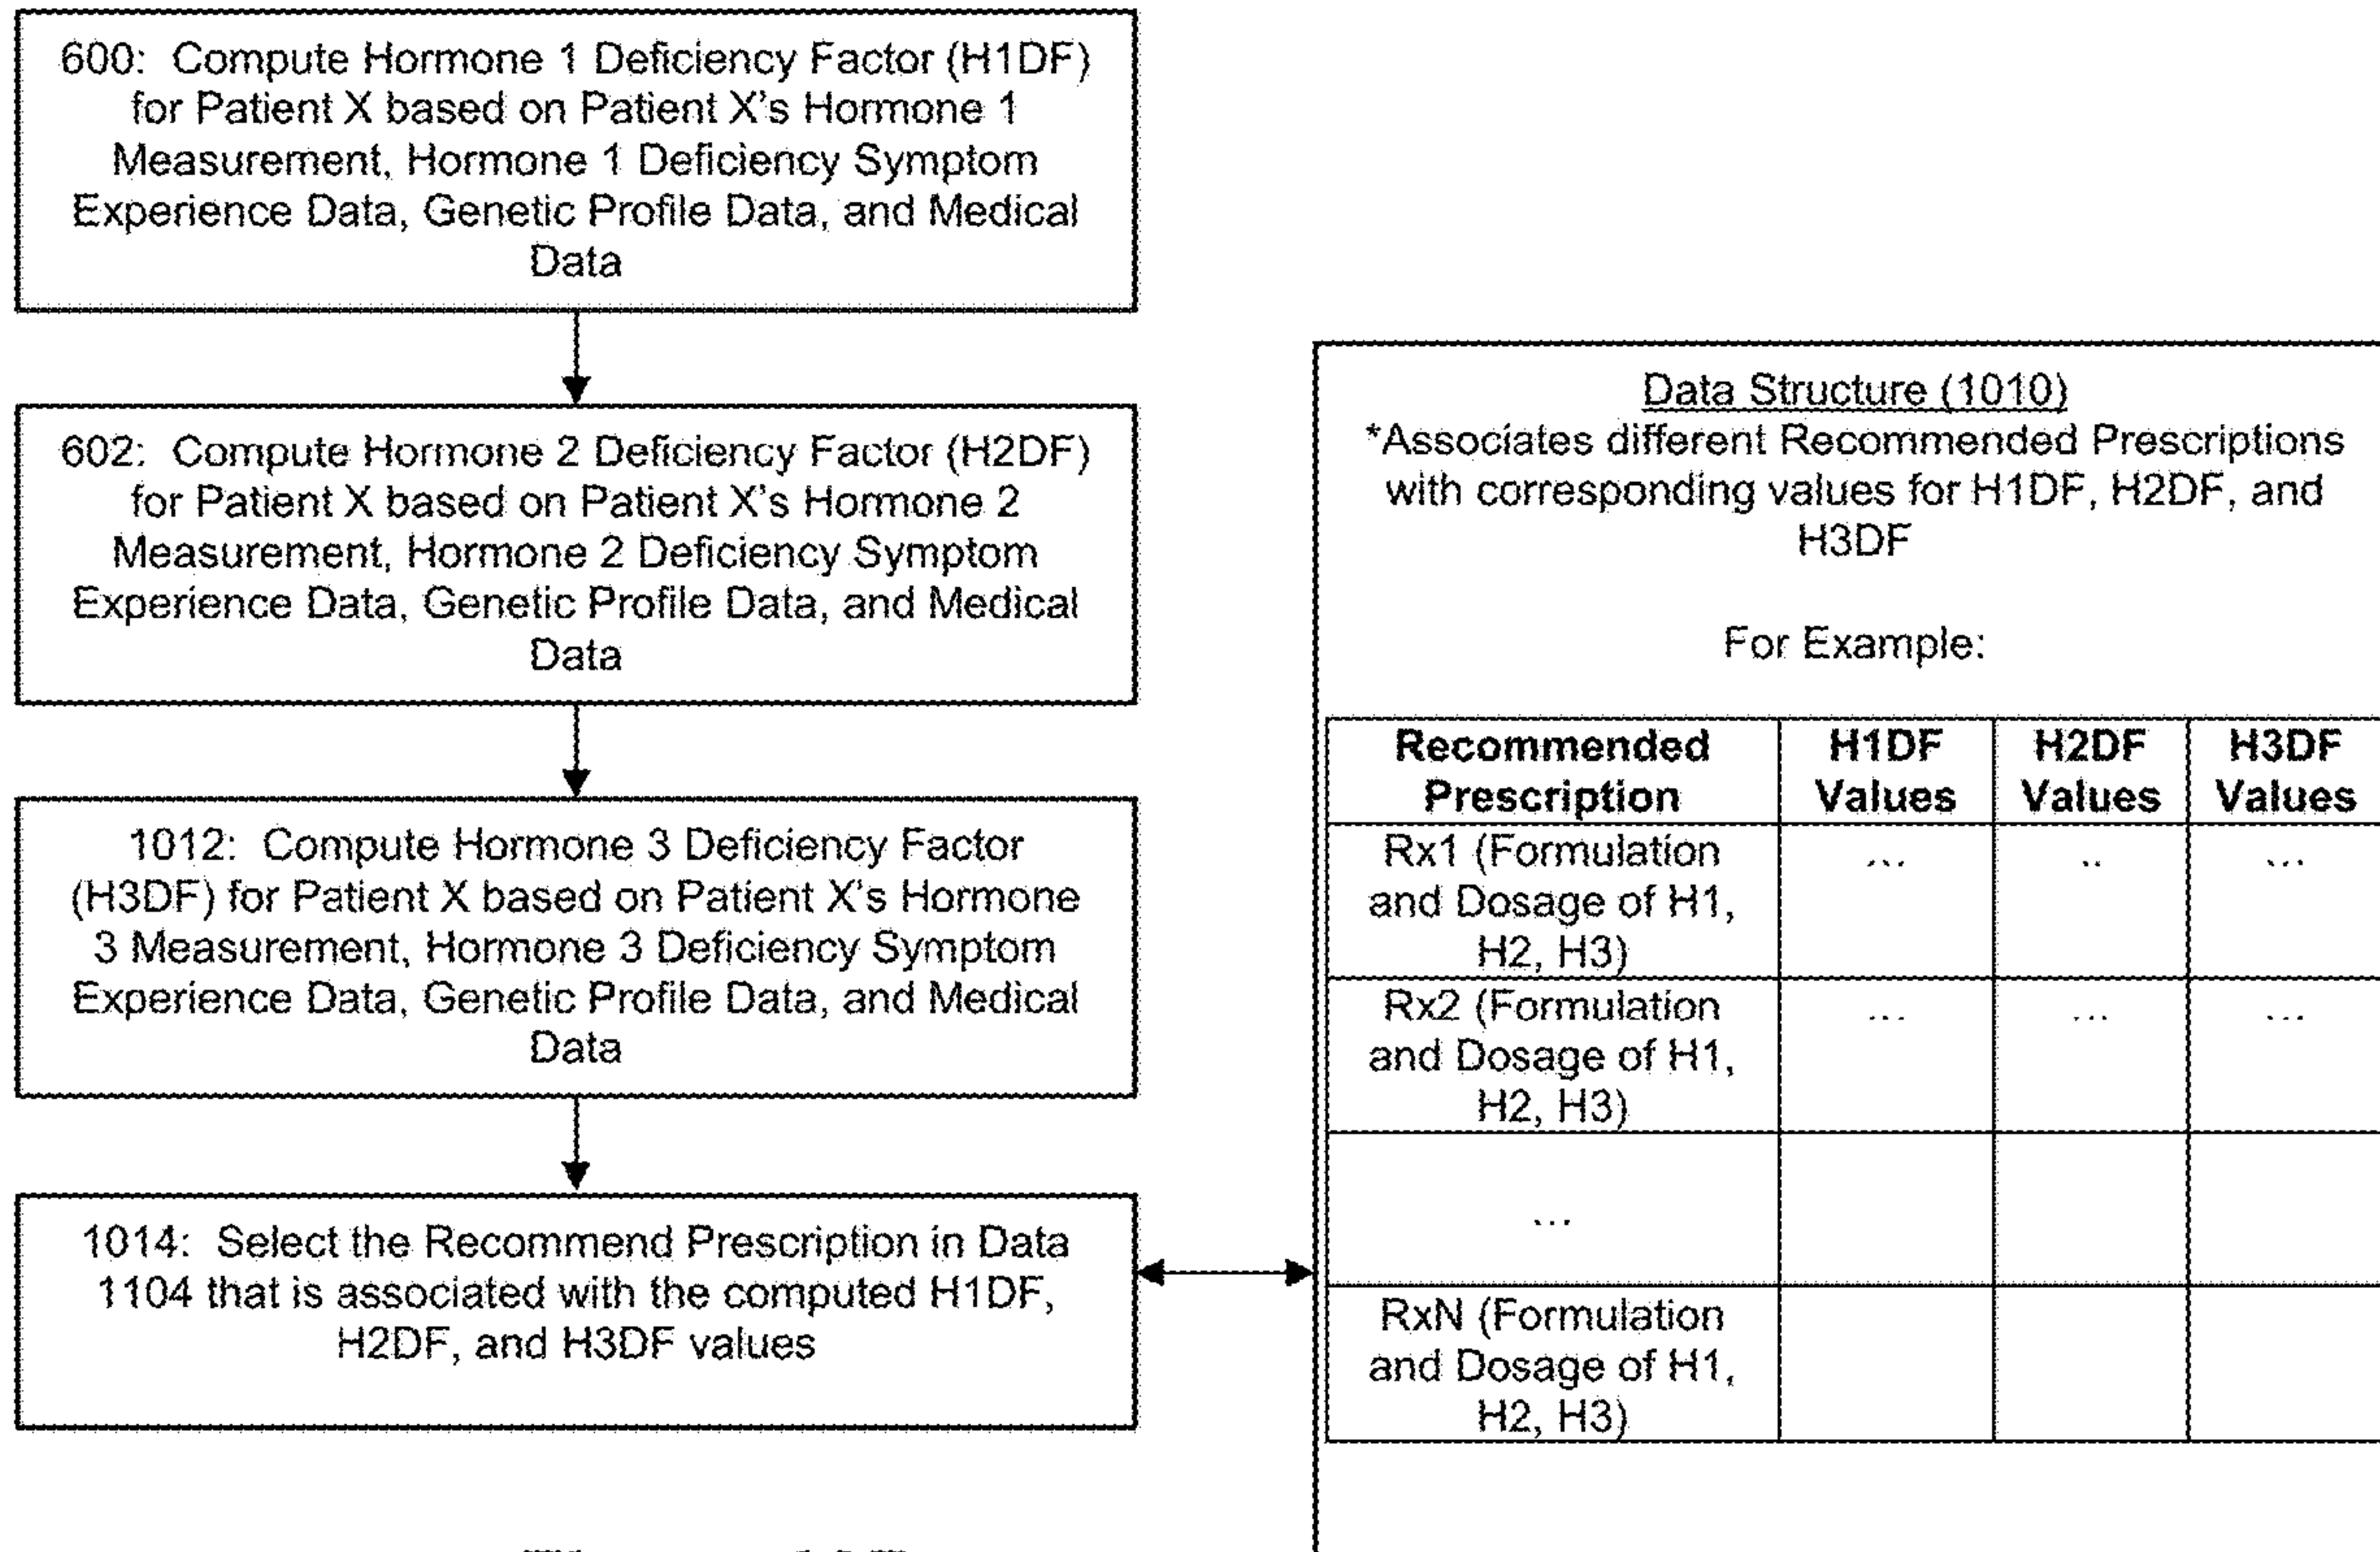 600: Compute Hormone 1 Deficiency Factor (H1DF)
for Patient X based on Patient X's Hormone 1
Measurement, Hormone 1 Deficiency Symptom
Experience Data, Genetic Profile Data, and Medical
Data
602: Compute Hormone 2 Deficiency Factor (H2DF)
for Patient X based on Patient X's Hormone 2
Measurement, Hormone 2 Deficiency Symptom
Experience Data, Genetic Profile Data, and Medical
Data
1012: Compute Hormone 3 Deficiency Factor
(H3DF) for Patient X based on Patient X's Hormone
3 Measurement, Hormone 3 Deficiency Symptom
Experience Data, Genetic Profile Data, and Medical
Data
1014: Select the Recommend Prescription in Data
1104 that is associated with the computed H1DF,
H2DF, and H3DF values
Data Structure (1010)
*Associates different Recommended Prescriptions
with corresponding values for H1DF, H2DF, and
H3DF
For Example:
Recommended H1DF H2DF H3DF
Prescription Values Values Values
Rx1 (Formulation ... .. ...
and Dosage of H1,
H2, H3)
Rx2 (Formulation ... ... ...
and Dosage of H1,
H2, H3)
...
RxN (Formulation
and Dosage of H1,
H2, H3)